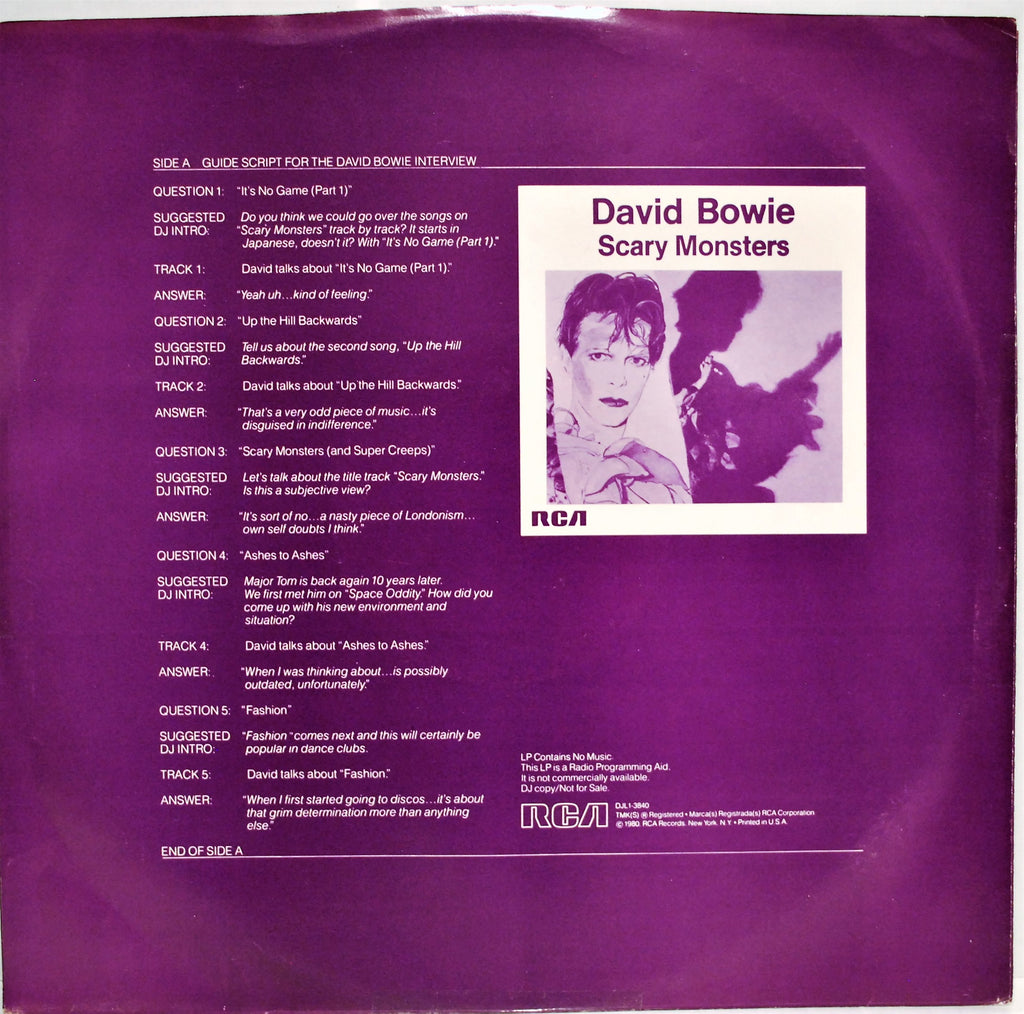 SIDE A GUIDE SCRIPT FOR THE DAVID BOWIE INTERVIEW
QUESTION 1: "It's No Game (Part 1)"
SUGGESTED Do you think we could go over the songs on
DJ INTRO: "Scary Monsters" track by track? It starts in
Japanese, doesn't it? With "It's No Game (Part 1)."
TRACK 1: David talks about "It's No Game (Part 1)."
ANSWER: "Yeah uh...kind of feeling."
QUESTION 2: "Up the Hill Backwards"
SUGGESTED Tell us about the second song, "Up the Hill
DJ INTRO: Backwards."
TRACK 2: David talks about "Up the Hill Backwards."
ANSWER: "That's a very odd piece of music...it's
disguised in indifference."
QUESTION 3: "Scary Monsters (and Super Creeps)"
SUGGESTED Let's talk about the title track "Scary Monsters."
DJ INTRO: Is this a subjective view?
ANSWER: "It's sort of no...a nasty piece of Londonism...
own self doubts I think."
QUESTION 4: "Ashes to Ashes"
SUGGESTED Major Tom is back again 10 years later.
DJ INTRO: We first met him on "Space Oddity." How did you
come up with his new environment and
situation?
TRACK 4: David talks about "Ashes to Ashes."
ANSWER: "When I was thinking about...is possibly
outdated, unfortunately."
QUESTION 5: "Fashion"
SUGGESTED "Fashion" comes next and this will certainly be
DJ INTRO: popular in dance clubs.
TRACK 5: David talks about "Fashion."
ANSWER: "When I first started going to discos...it's about
that grim determination more than anything
else."
END OF SIDE A
David Bowie
Scary Monsters
RCA
LP Contains No Music.
This LP is a Radio Programming Aid.
It is not commercially available.
DJ copy/Not for Sale.
RCA
DJL1-3840
TMK(S) ® Registered • Marca(s) Registrada(s) RCA Corporation
© 1980, RCA Records, New York, N.Y. • Printed in U.S.A.